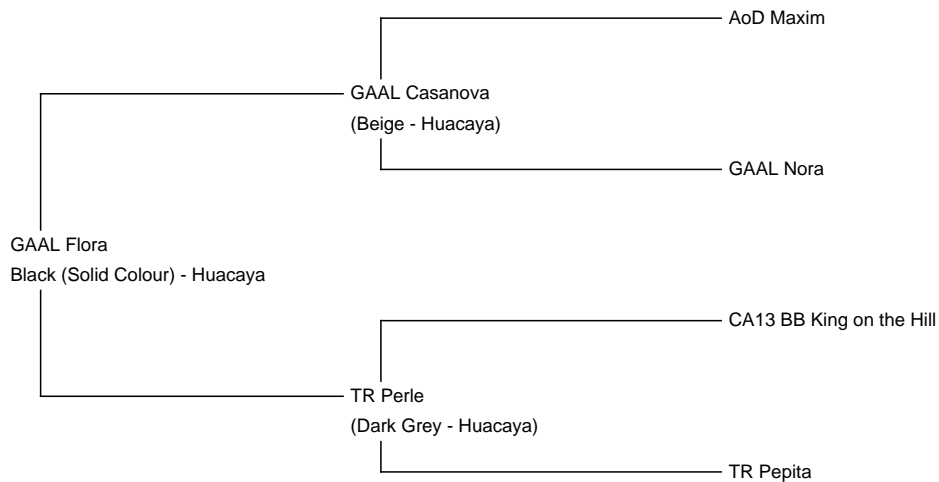 AoD Maxim
GAAL Casanova
(Beige - Huacaya)
GAAL Nora
GAAL Flora
Black (Solid Colour) - Huacaya
CA13 BB King on the Hill
TR Perle
(Dark Grey - Huacaya)
TR Pepita